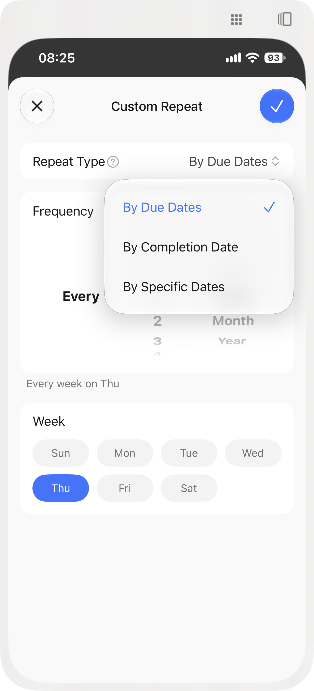 08:25
93
Custom Repeat
Repeat Type ? By Due Dates
By Due Dates
By Completion Date
By Specific Dates
Frequency
Every
2 Month
3 Year
Every week on Thu
Week
Sun Mon Tue Wed
Thu Fri Sat